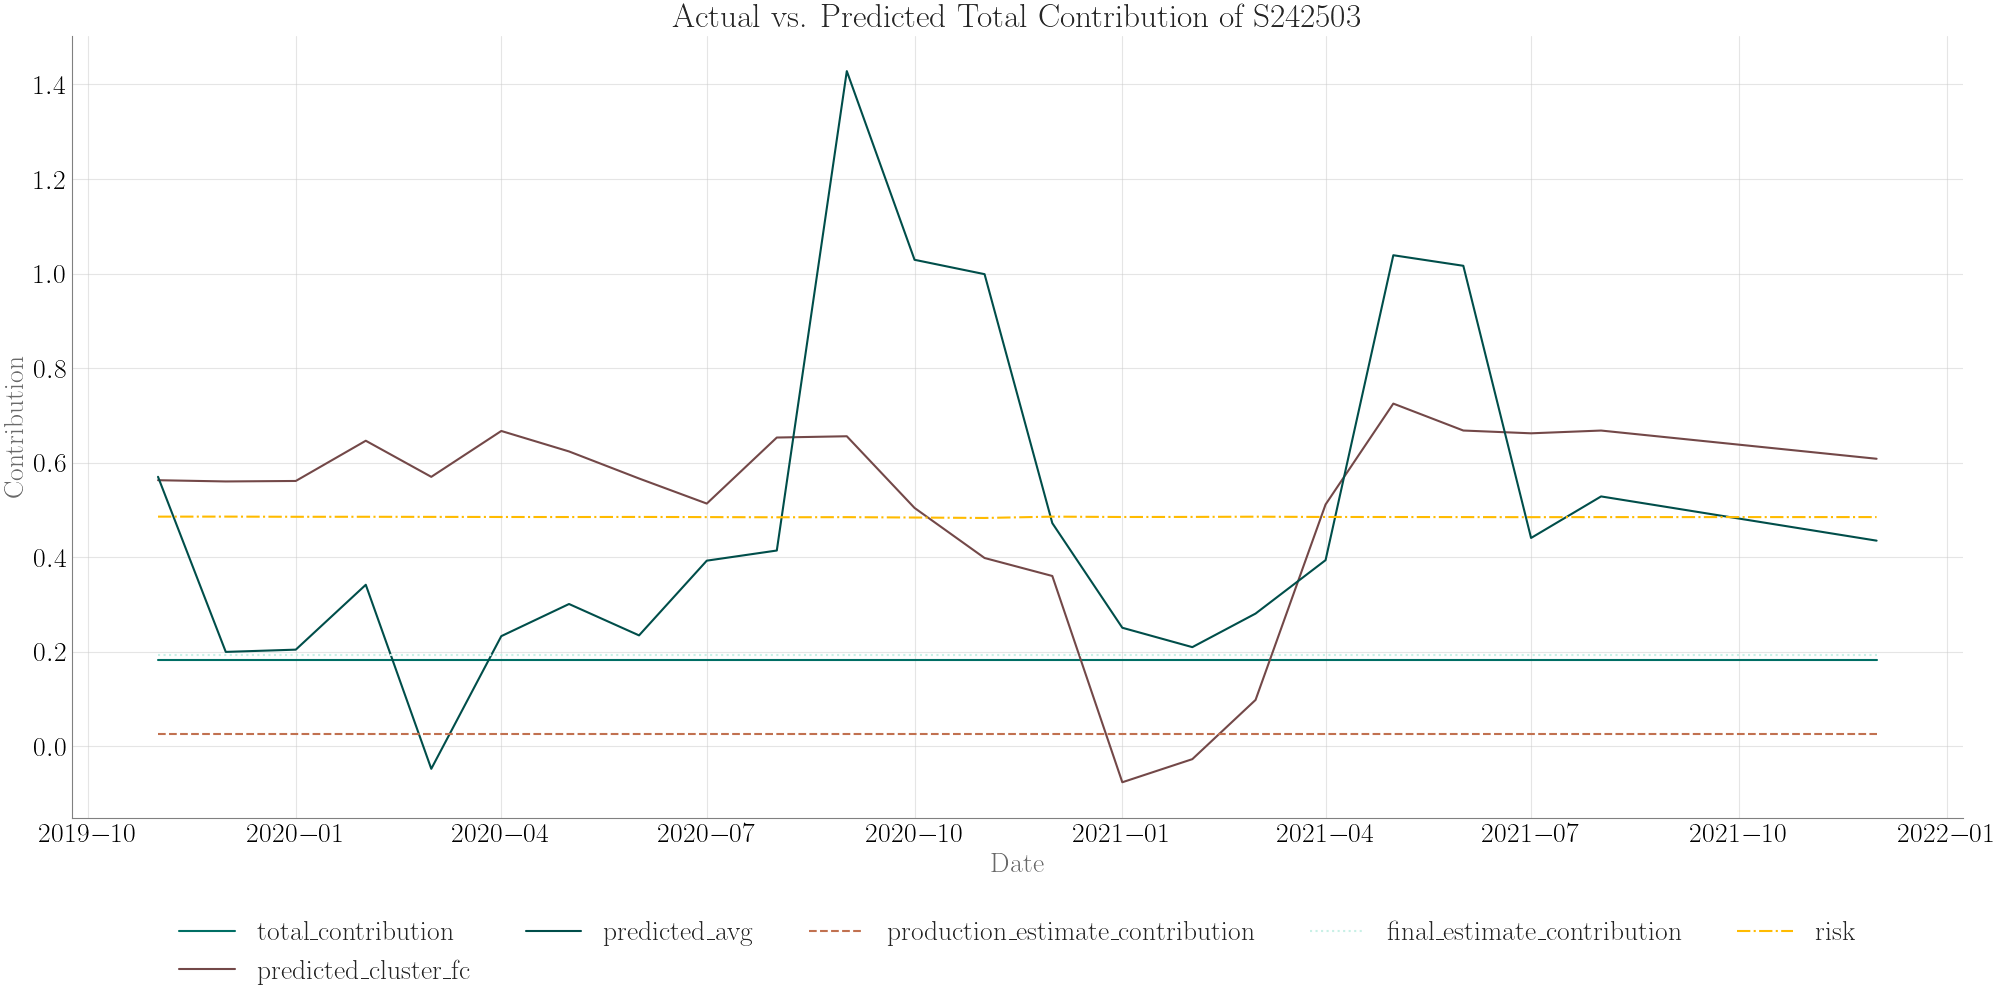 Actual vs. Predicted Total Contribution of S242503
1.4
1.2
1.0
0.8
0.6
0.4
0.2
0.0
Contribution
2019−10 2020−01 2020−04 2020−07 2020−10 2021−01 2021−04 2021−07 2021−10 2022−01
Date
total_contribution predicted_avg production_estimate_contribution final_estimate_contribution risk
predicted_cluster_fc